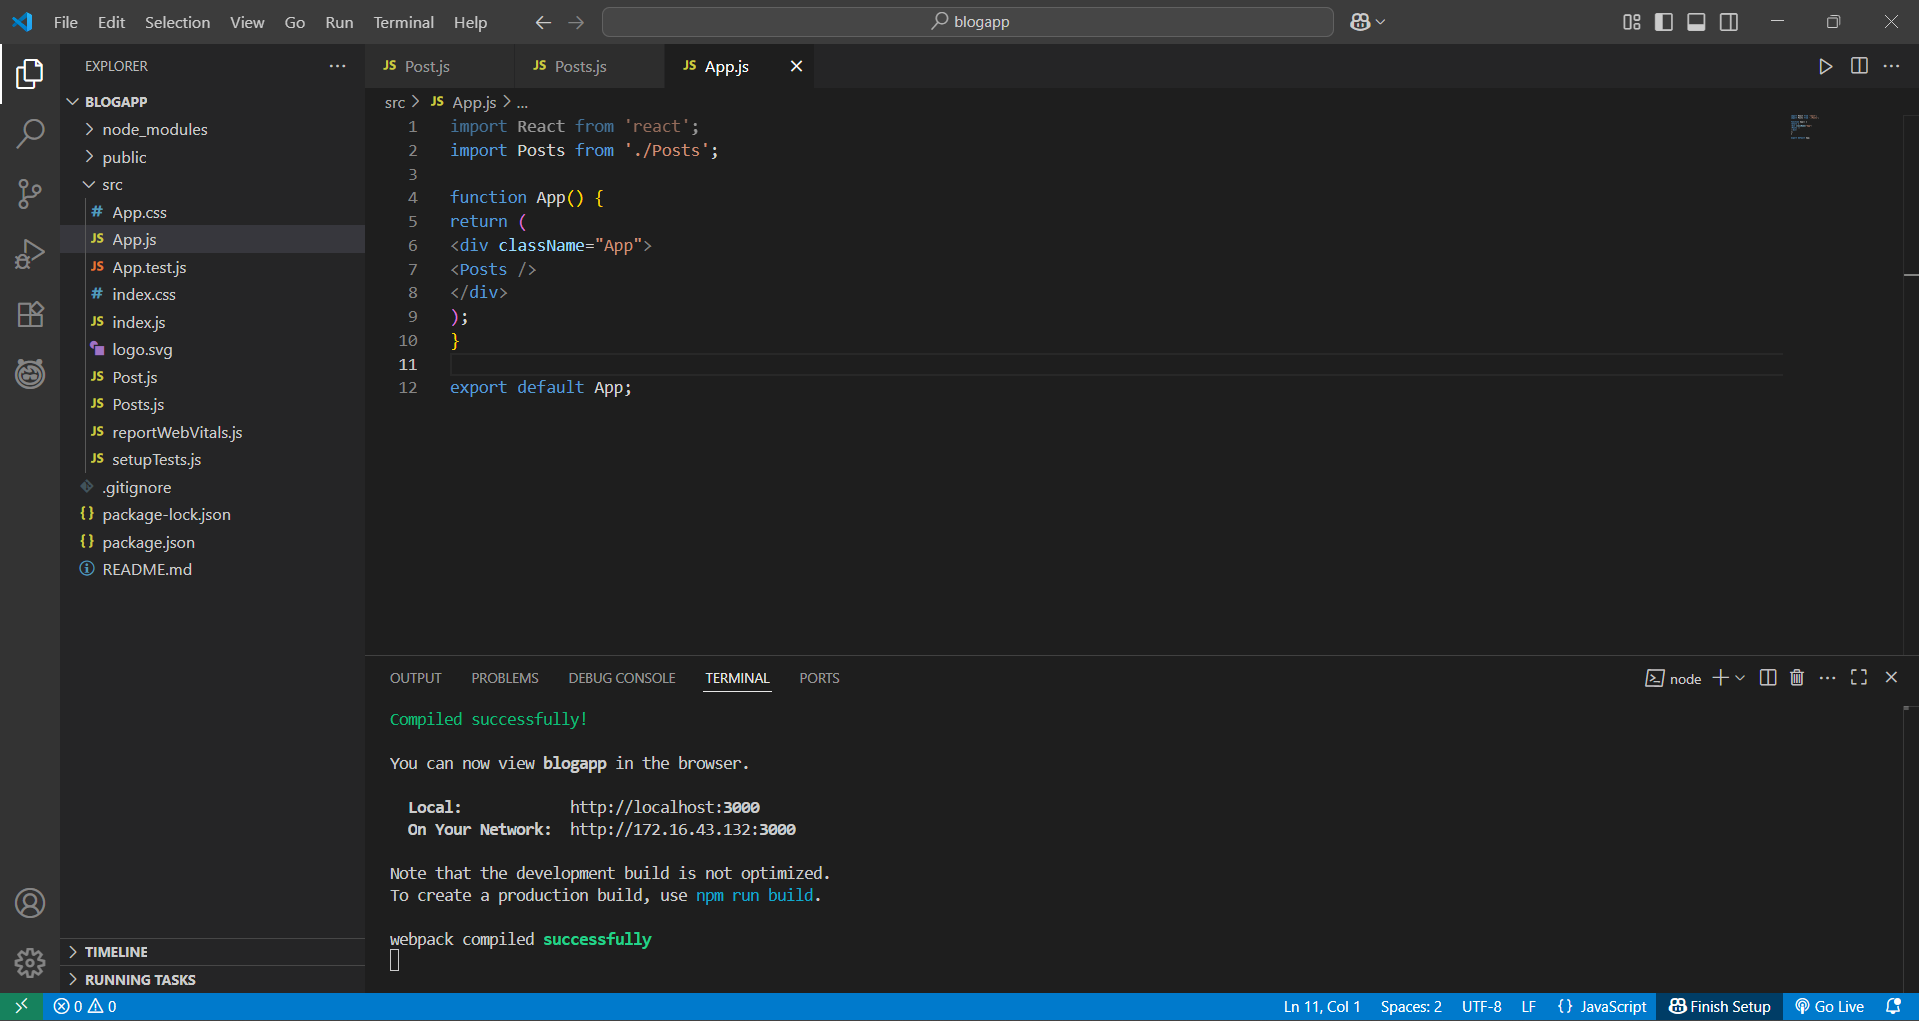 File Edit Selection View Go Run Terminal Help
blogapp
EXPLORER
BLOGAPP
node_modules
public
src
# App.css
JS App.js
JS App.test.js
# index.css
JS index.js
logo.svg
JS Post.js
JS Posts.js
JS reportWebVitals.js
JS setupTests.js
.gitignore
{} package-lock.json
{} package.json
README.md
TIMELINE
RUNNING TASKS
JS Post.js JS Posts.js JS App.js
src > JS App.js > ...
1 import React from 'react';
2 import Posts from './Posts';
3
4 function App() {
5 return (
6 <div className="App">
7 <Posts />
8 </div>
9 );
10 }
11
12 export default App;
OUTPUT PROBLEMS DEBUG CONSOLE TERMINAL PORTS
node
Compiled successfully!
You can now view blogapp in the browser.
Local: http://localhost:3000
On Your Network: http://172.16.43.132:3000
Note that the development build is not optimized.
To create a production build, use npm run build.
webpack compiled successfully
0 0 Ln 11, Col 1 Spaces: 2 UTF-8 LF {} JavaScript Finish Setup Go Live